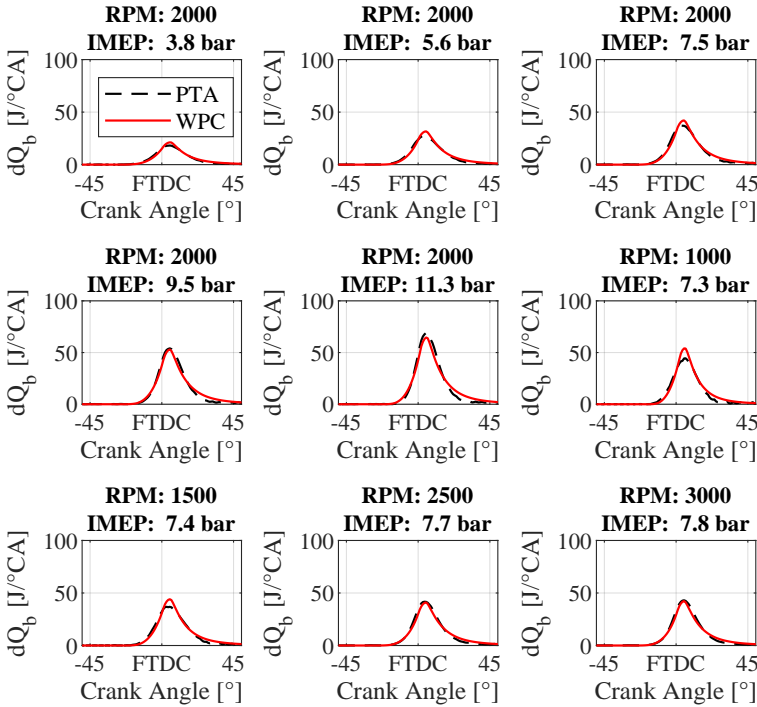 RPM: 2000
IMEP: 3.8 bar
100
50
0
dQb [J/°CA]
PTA
WPC
-45 FTDC 45
Crank Angle [°]
RPM: 2000
IMEP: 5.6 bar
100
50
0
dQb [J/°CA]
-45 FTDC 45
Crank Angle [°]
RPM: 2000
IMEP: 7.5 bar
100
50
0
dQb [J/°CA]
-45 FTDC 45
Crank Angle [°]
RPM: 2000
IMEP: 9.5 bar
100
50
0
dQb [J/°CA]
-45 FTDC 45
Crank Angle [°]
RPM: 2000
IMEP: 11.3 bar
100
50
0
dQb [J/°CA]
-45 FTDC 45
Crank Angle [°]
RPM: 1000
IMEP: 7.3 bar
100
50
0
dQb [J/°CA]
-45 FTDC 45
Crank Angle [°]
RPM: 1500
IMEP: 7.4 bar
100
50
0
dQb [J/°CA]
-45 FTDC 45
Crank Angle [°]
RPM: 2500
IMEP: 7.7 bar
100
50
0
dQb [J/°CA]
-45 FTDC 45
Crank Angle [°]
RPM: 3000
IMEP: 7.8 bar
100
50
0
dQb [J/°CA]
-45 FTDC 45
Crank Angle [°]